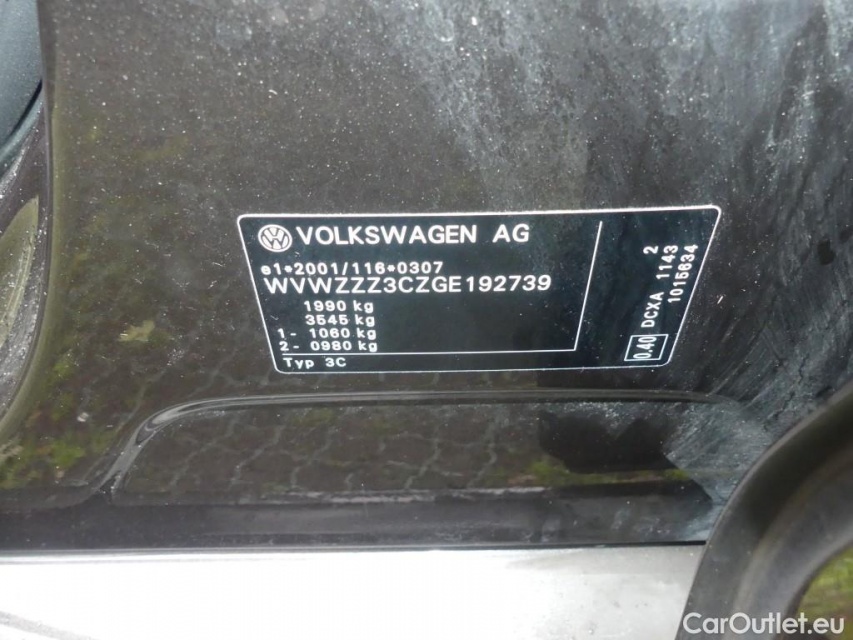 VOLKSWAGEN AG
e1*2001/116*0307
WVWZZZ3CZGE192739
1990 kg
3545 kg
1- 1060 kg
2- 0980 kg
Typ 3C
2
DCXA 1143
0.40 1015634
CarOutlet.eu